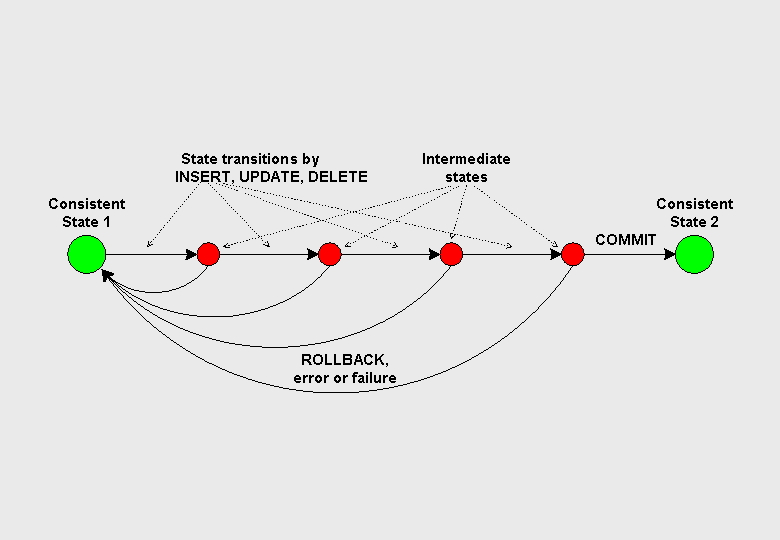 State transitions by
INSERT, UPDATE, DELETE
Intermediate
states
Consistent
State 1
Consistent
State 2
COMMIT
ROLLBACK,
error or failure